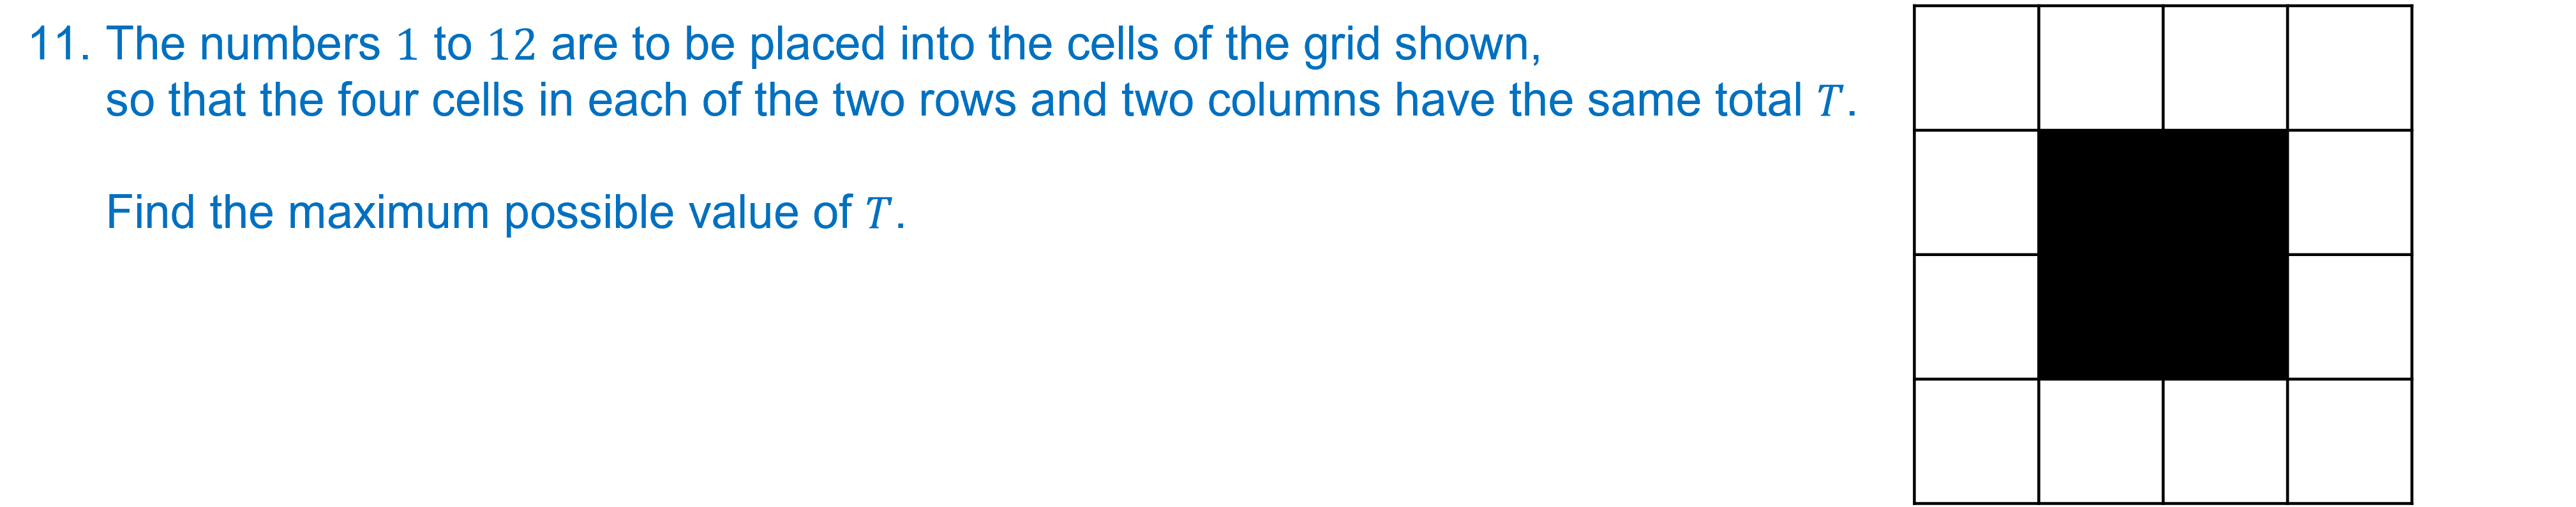 11. The numbers 1 to 12 are to be placed into the cells of the grid shown,
so that the four cells in each of the two rows and two columns have the same total T.
Find the maximum possible value of T.